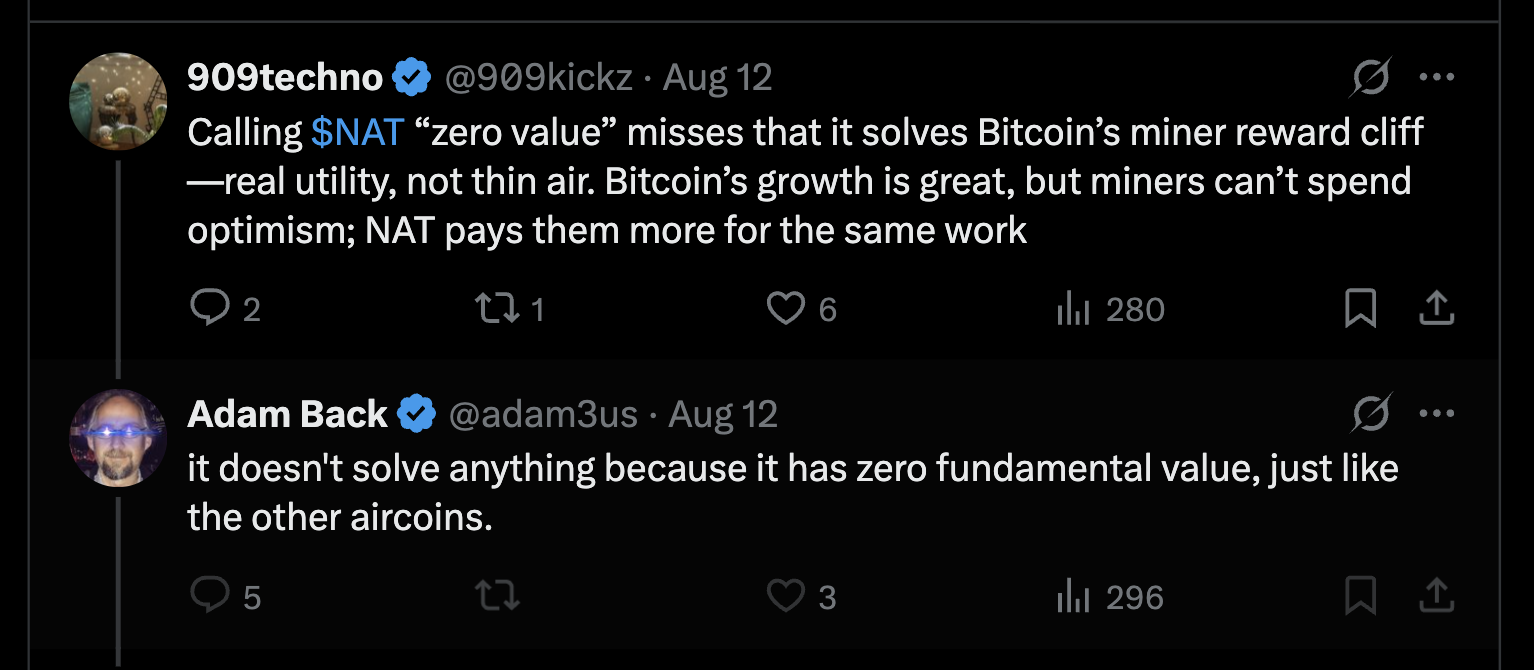 909techno @909kickz · Aug 12
Calling $NAT “zero value” misses that it solves Bitcoin’s miner reward cliff
—real utility, not thin air. Bitcoin’s growth is great, but miners can’t spend
optimism; NAT pays them more for the same work
2 1 6 280
Adam Back @adam3us · Aug 12
it doesn't solve anything because it has zero fundamental value, just like
the other aircoins.
5 3 296